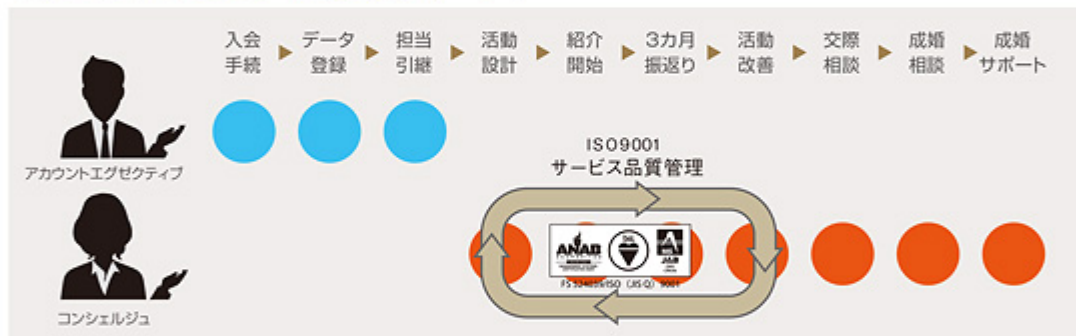 入会 ▶ データ ▶ 担当 ▶ 活動 ▶ 紹介 ▶ 3カ月 ▶ 活動 ▶ 交際 ▶ 成婚 ▶ 成婚
手続 登録 引継 設計 開始 振返り 改善 相談 相談 サポート
ISO9001
サービス品質管理
アカウントエグゼクティブ
ANAB
JAB
(JIS Q) 9001
コンシェルジュ